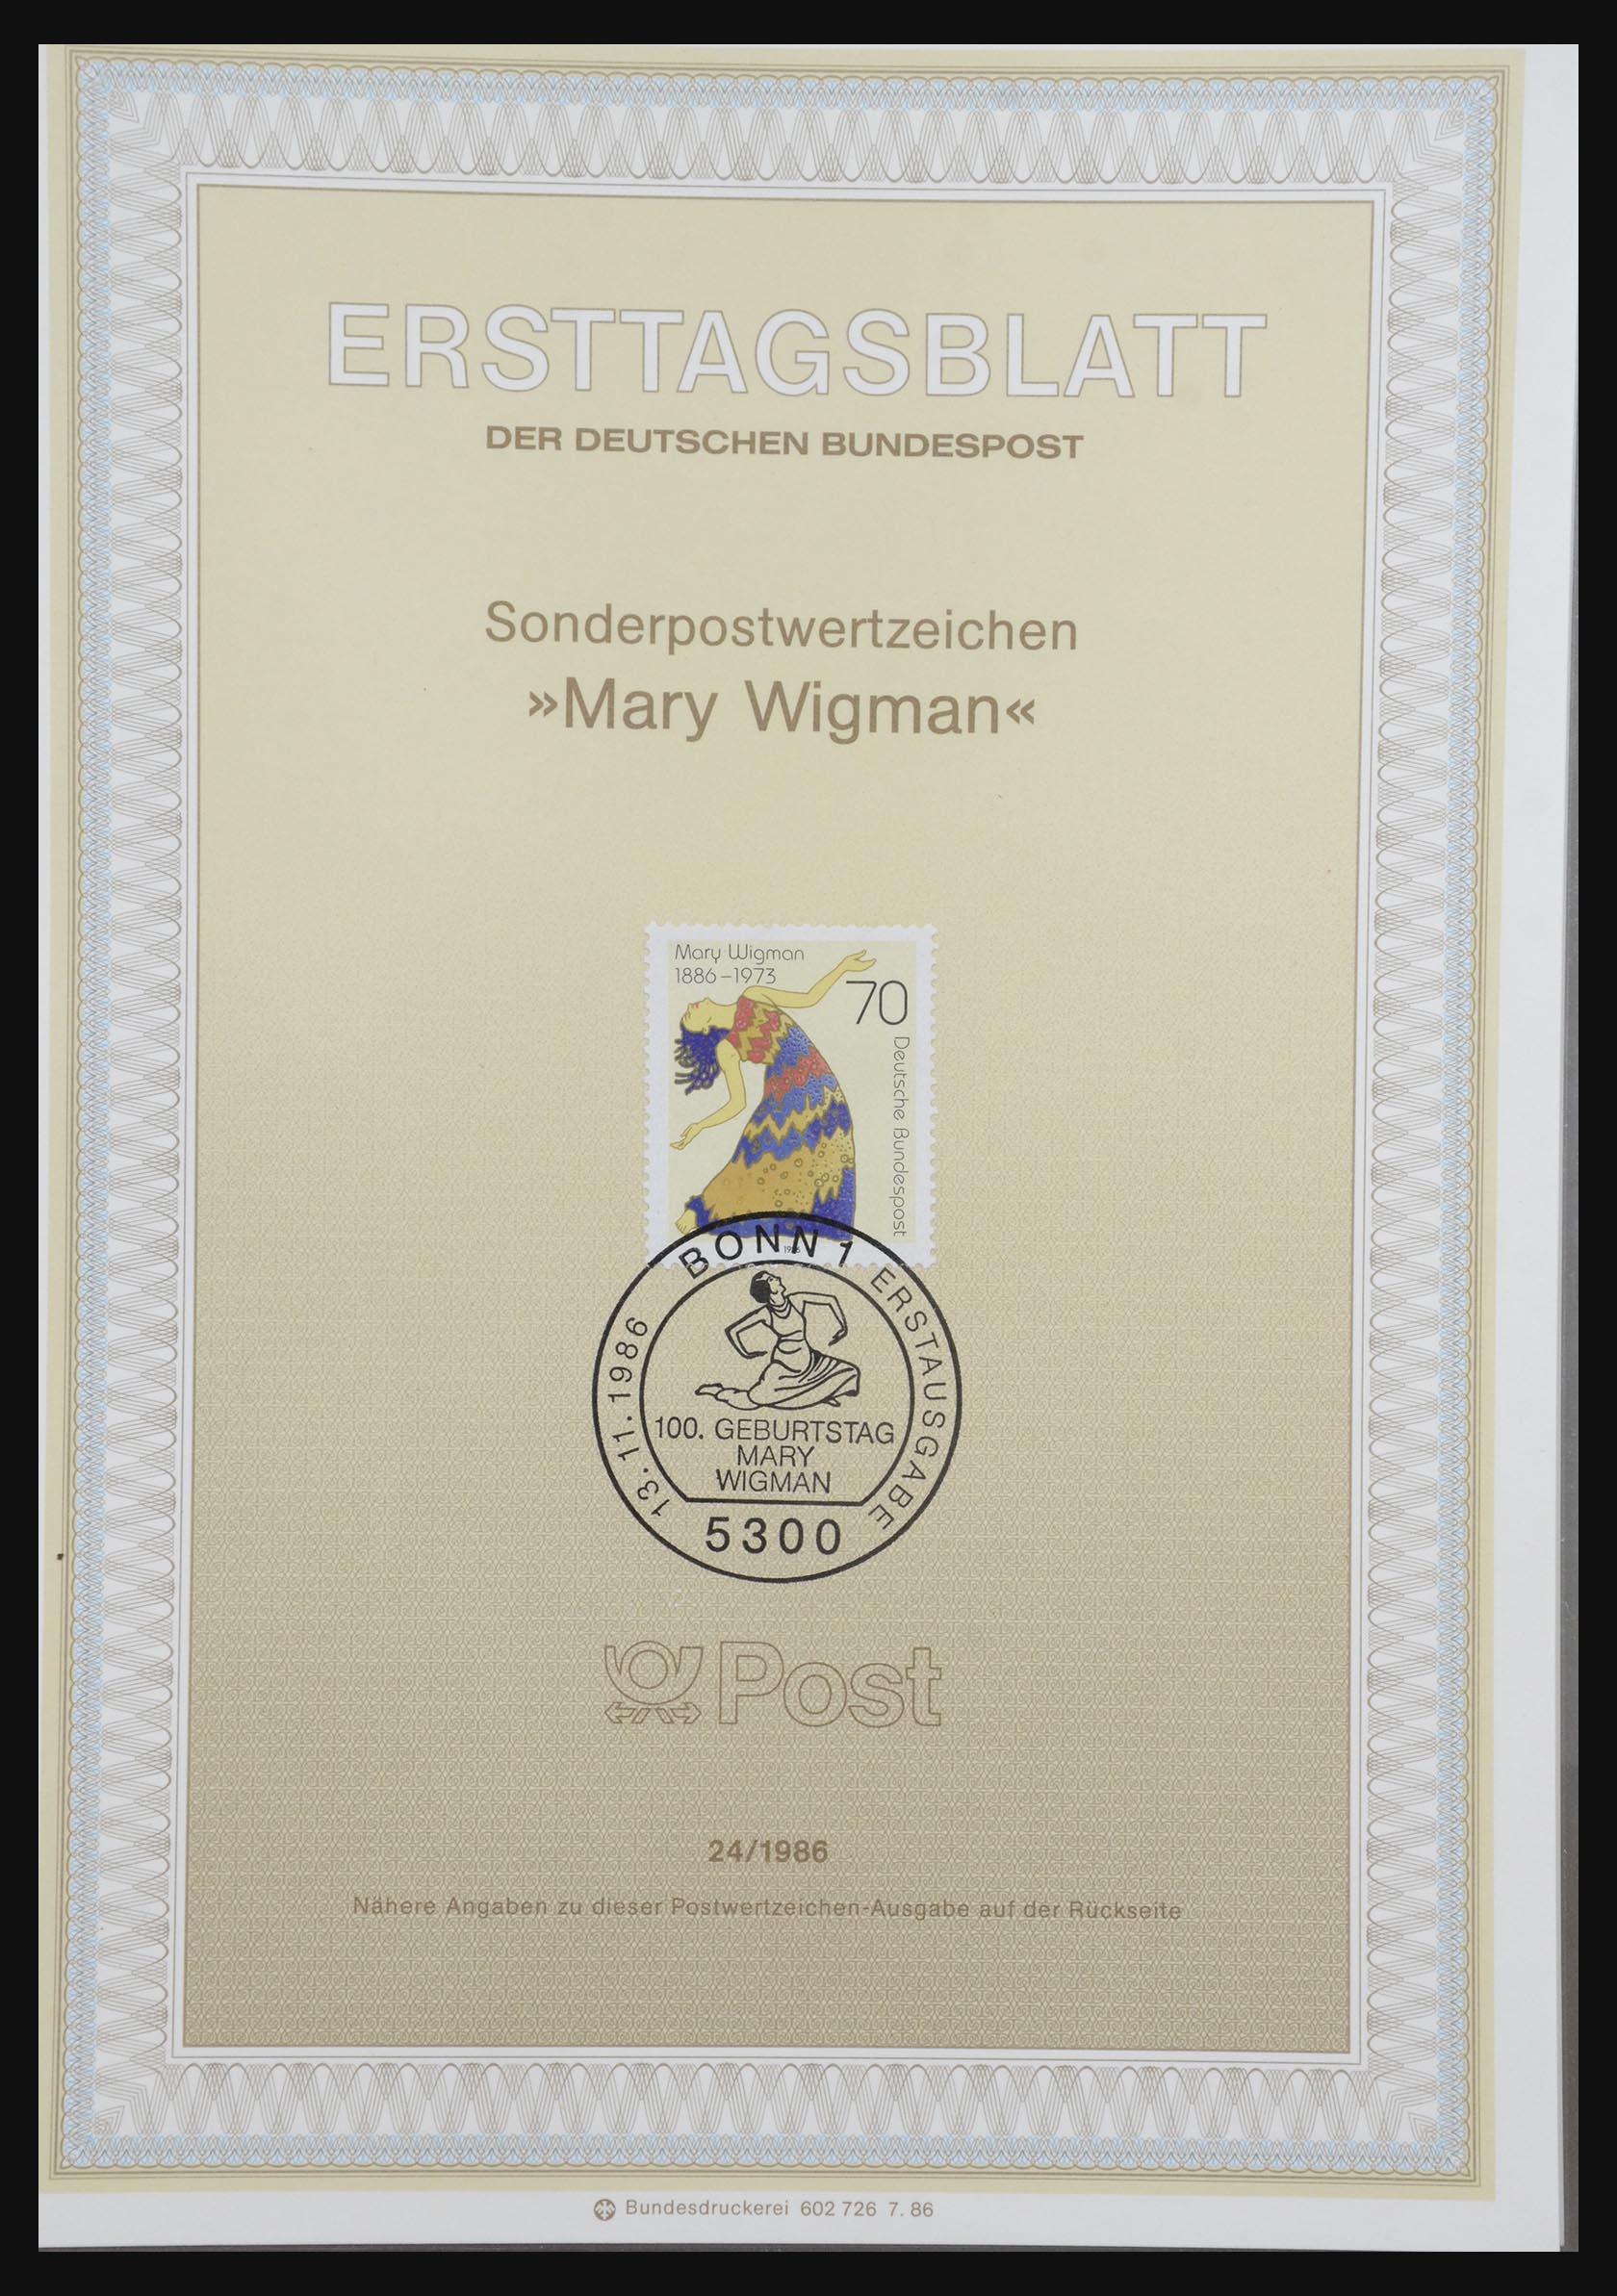 ERSTTAGSBLATT
DER DEUTSCHEN BUNDESPOST
Sonderpostwertzeichen
»Mary Wigman«
Mary Wigman
1886–1973
70
Deutsche Bundespost
BONN 1
ERSTAUSGABE
13.11.1986
100. GEBURTSTAG
MARY
WIGMAN
5300
Post
24/1986
Nähere Angaben zu dieser Postwertzeichen-Ausgabe auf der Rückseite
Bundesdruckerei 602 726 7. 86